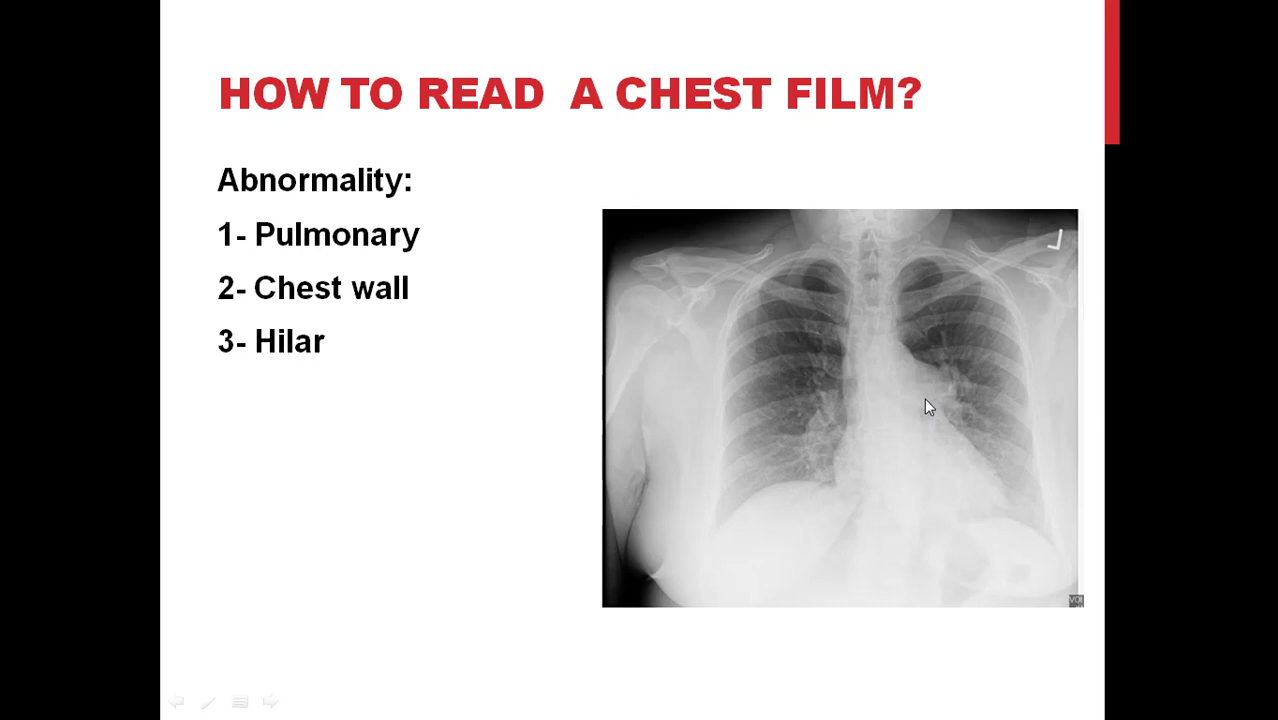 HOW TO READ A CHEST FILM?
Abnormality:
1- Pulmonary
2- Chest wall
3- Hilar
L